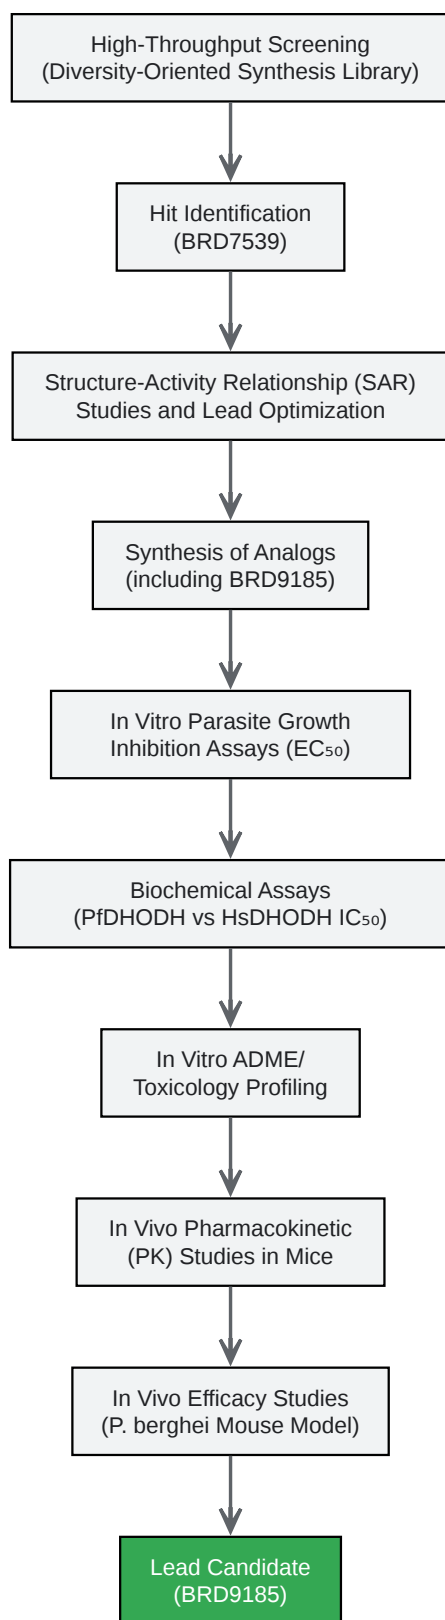 High-Throughput Screening
(Diversity-Oriented Synthesis Library)
Hit Identification
(BRD7539)
Structure-Activity Relationship (SAR)
Studies and Lead Optimization
Synthesis of Analogs
(including BRD9185)
In Vitro Parasite Growth
Inhibition Assays (EC₅₀)
Biochemical Assays
(PfDHODH vs HsDHODH IC₅₀)
In Vitro ADME/
Toxicology Profiling
In Vivo Pharmacokinetic
(PK) Studies in Mice
In Vivo Efficacy Studies
(P. berghei Mouse Model)
Lead Candidate
(BRD9185)